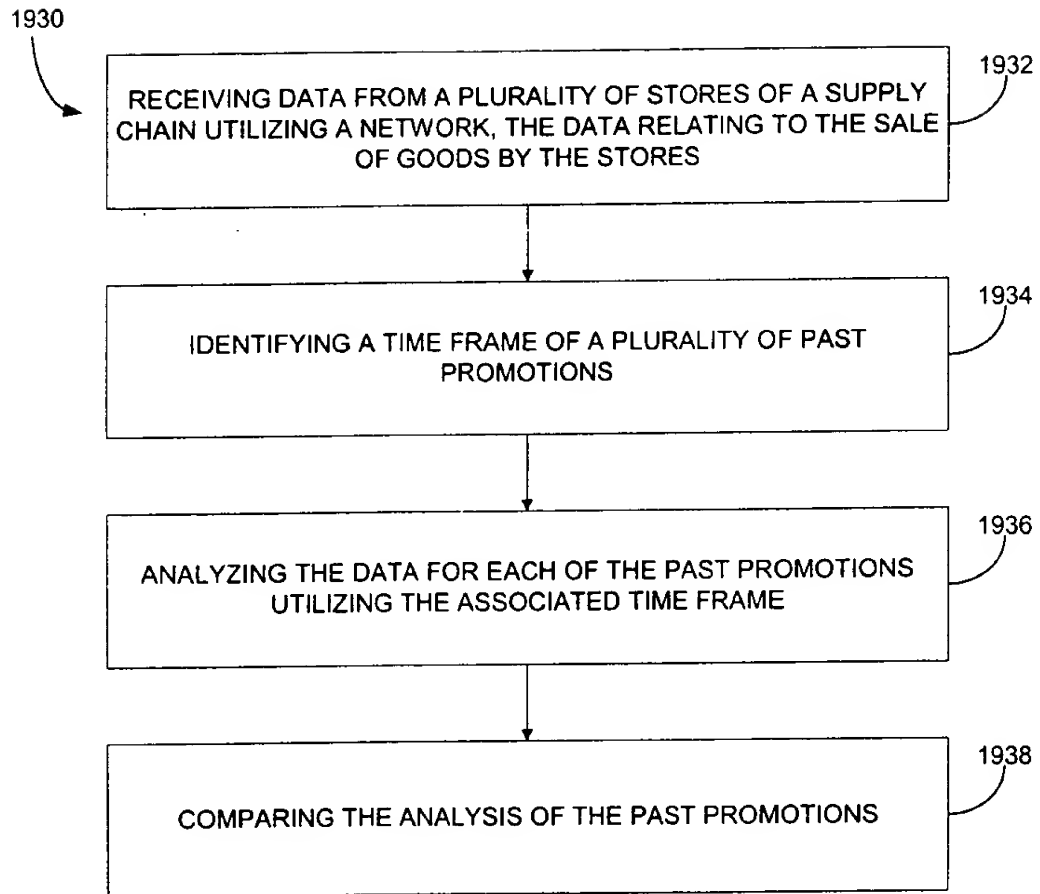 1930
1932
RECEIVING DATA FROM A PLURALITY OF STORES OF A SUPPLY
CHAIN UTILIZING A NETWORK, THE DATA RELATING TO THE SALE
OF GOODS BY THE STORES
1934
IDENTIFYING A TIME FRAME OF A PLURALITY OF PAST
PROMOTIONS
1936
ANALYZING THE DATA FOR EACH OF THE PAST PROMOTIONS
UTILIZING THE ASSOCIATED TIME FRAME
1938
COMPARING THE ANALYSIS OF THE PAST PROMOTIONS